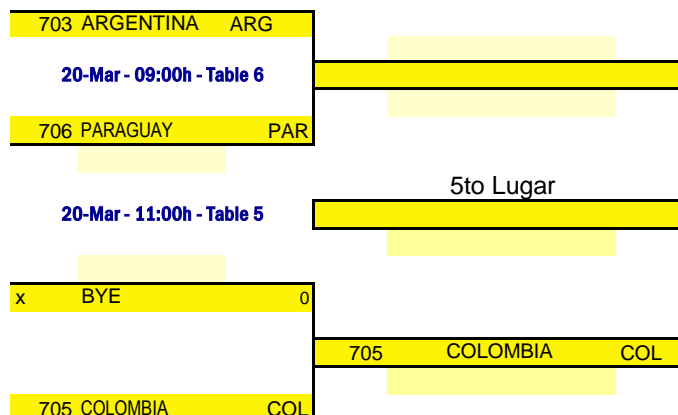 703 ARGENTINA ARG
20-Mar - 09:00h - Table 6
706 PARAGUAY PAR
5to Lugar
20-Mar - 11:00h - Table 5
x BYE 0
705 COLOMBIA COL
705 COLOMBIA COL